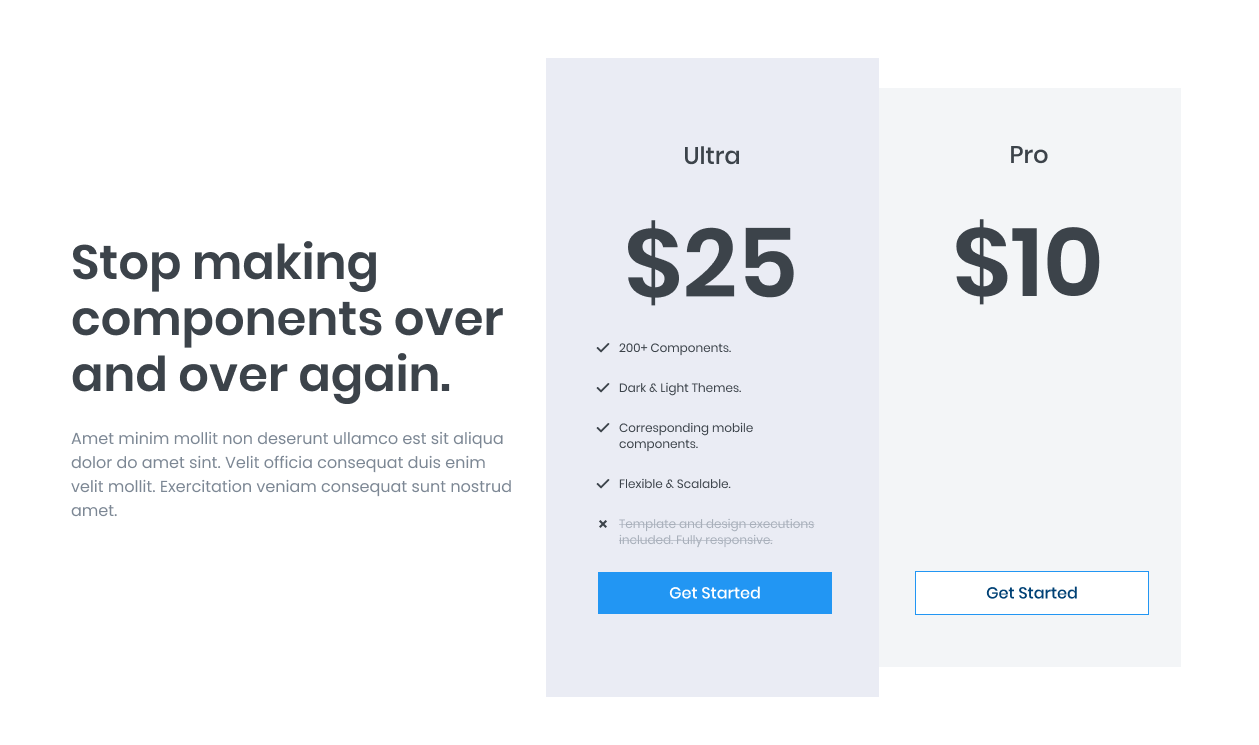 Stop making
components over
and over again.
Amet minim mollit non deserunt ullamco est sit aliqua
dolor do amet sint. Velit officia consequat duis enim
velit mollit. Exercitation veniam consequat sunt nostrud
amet.
Ultra
$25
200+ Components.
Dark & Light Themes.
Corresponding mobile
components.
Flexible & Scalable.
Template and design executions
included. Fully responsive.
Get Started
Pro
$10
Get Started